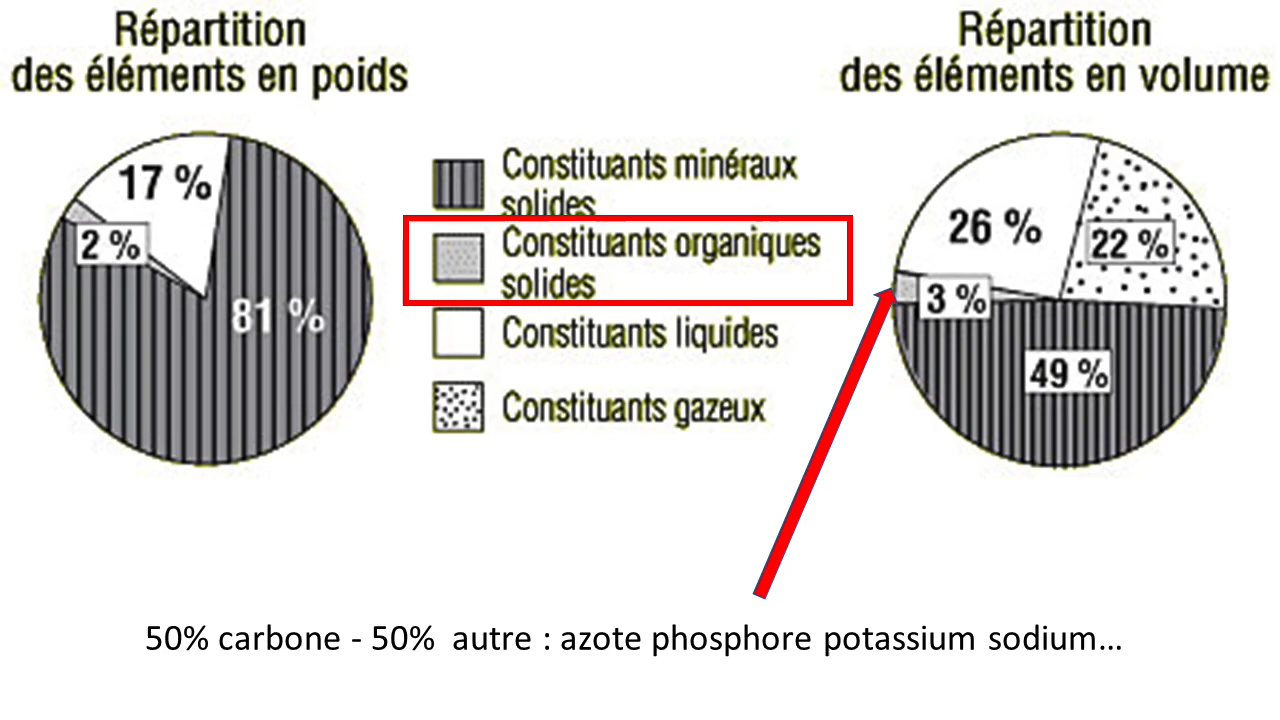 Répartition
des éléments en poids
17 %
2 %
81 %
Constituants minéraux
solides
Constituants organiques
solides
Constituants liquides
Constituants gazeux
Répartition
des éléments en volume
26 %
22 %
3 %
49 %
50% carbone - 50%  autre : azote phosphore potassium sodium...